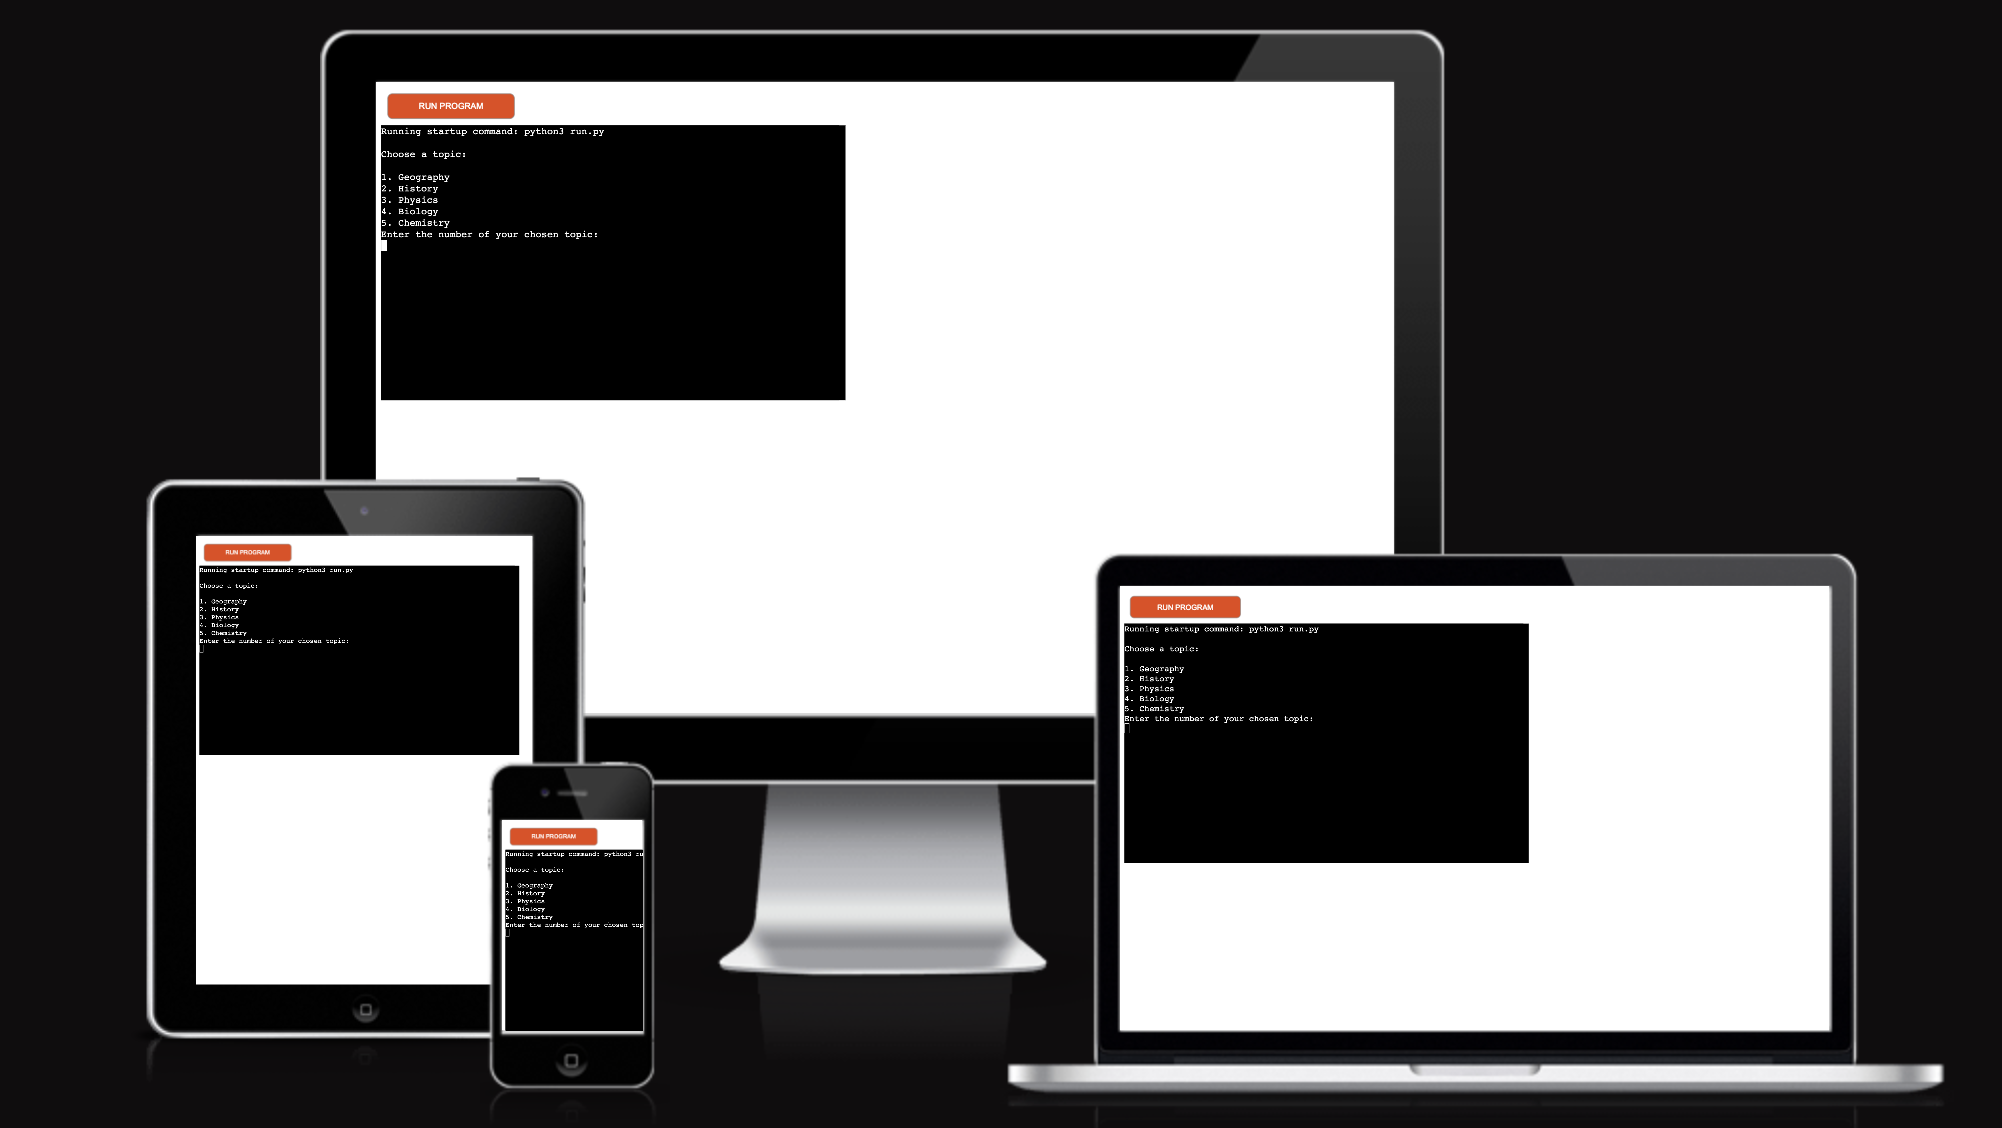 RUN PROGRAM
Running startup command: python3 run.py
Choose a topic:
1. Geography
2. History
3. Physics
4. Biology
5. Chemistry
Enter the number of your chosen topic:
RUN PROGRAM
Running startup command: python3 run.py
Choose a topic:
1. Geography
2. History
3. Physics
4. Biology
5. Chemistry
Enter the number of your chosen topic:
RUN PROGRAM
Running startup command: python3 ru
Choose a topic:
1. Geography
2. History
3. Physics
4. Biology
5. Chemistry
Enter the number of your chosen top
RUN PROGRAM
Running startup command: python3 run.py
Choose a topic:
1. Geography
2. History
3. Physics
4. Biology
5. Chemistry
Enter the number of your chosen topic: